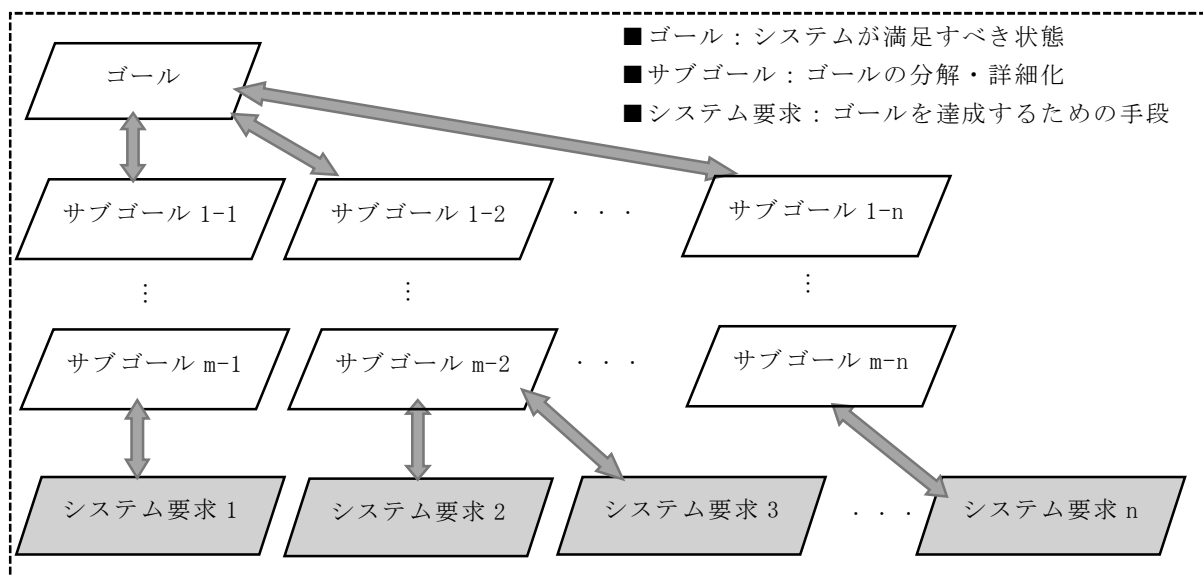 ■ゴール：システムが満足すべき状態
ゴール
■サブゴール：ゴールの分解・詳細化
■システム要求：ゴールを達成するための手段
サブゴール 1-1
サブゴール 1-2
・・・
サブゴール 1-n
⋮
⋮
⋮
サブゴール m-1
サブゴール m-2
・・・
サブゴール m-n
システム要求 1
システム要求 2
システム要求 3
・・・
システム要求 n